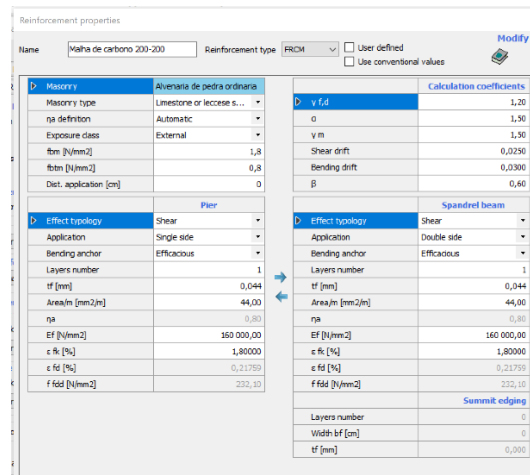 Reinforcement properties
Modify
Name Malha de carbono 200-200 Reinforcement type FRCM User defined
Use conventional values
Masonry Alvenaria de pedra ordinaria
Masonry type Limestone or leccese s...
ηa definition Automatic
Exposure class External
fbm [N/mm2] 1,8
fbtm [N/mm2] 0,8
Dist. application [cm] 0
Calculation coefficients
γ f,d 1,20
α 1,50
γ m 1,50
Shear drift 0,0250
Bending drift 0,0300
β 0,60
Pier
Effect typology Shear
Application Single side
Bending anchor Efficacious
Layers number 1
tf [mm] 0,044
Area/m [mm2/m] 44,00
ηa 0,80
Ef [N/mm2] 160 000,00
ε fk [%] 1,80000
ε fd [%] 0,21759
f fdd [N/mm2] 232,10
Spandrel beam
Effect typology Shear
Application Double side
Bending anchor Efficacious
Layers number 1
tf [mm] 0,044
Area/m [mm2/m] 44,00
ηa 0,80
Ef [N/mm2] 160 000,00
ε fk [%] 1,80000
ε fd [%] 0,21759
f fdd [N/mm2] 232,10
Summit edging
Layers number 0
Width bf [cm] 0
tf [mm] 0,000